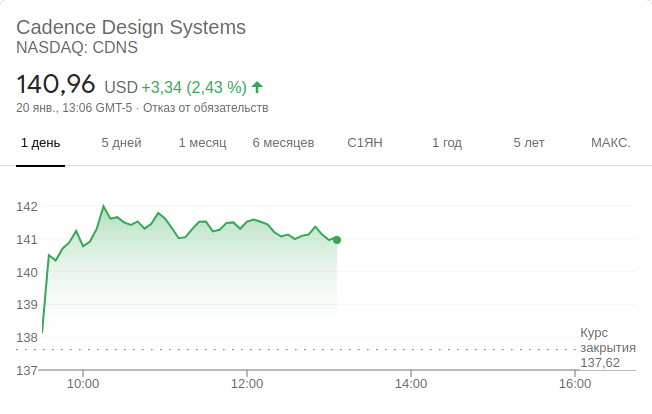 Cadence Design Systems
NASDAQ: CDNS
140,96 USD +3,34 (2,43 %)
20 янв., 13:06 GMT-5 · Отказ от обязательств
1 день 5 дней 1 месяц 6 месяцев С1ЯН 1 год 5 лет МАКС.
142
141
140
139
138
Курс
закрытия
137,62
137
10:00 12:00 14:00 16:00